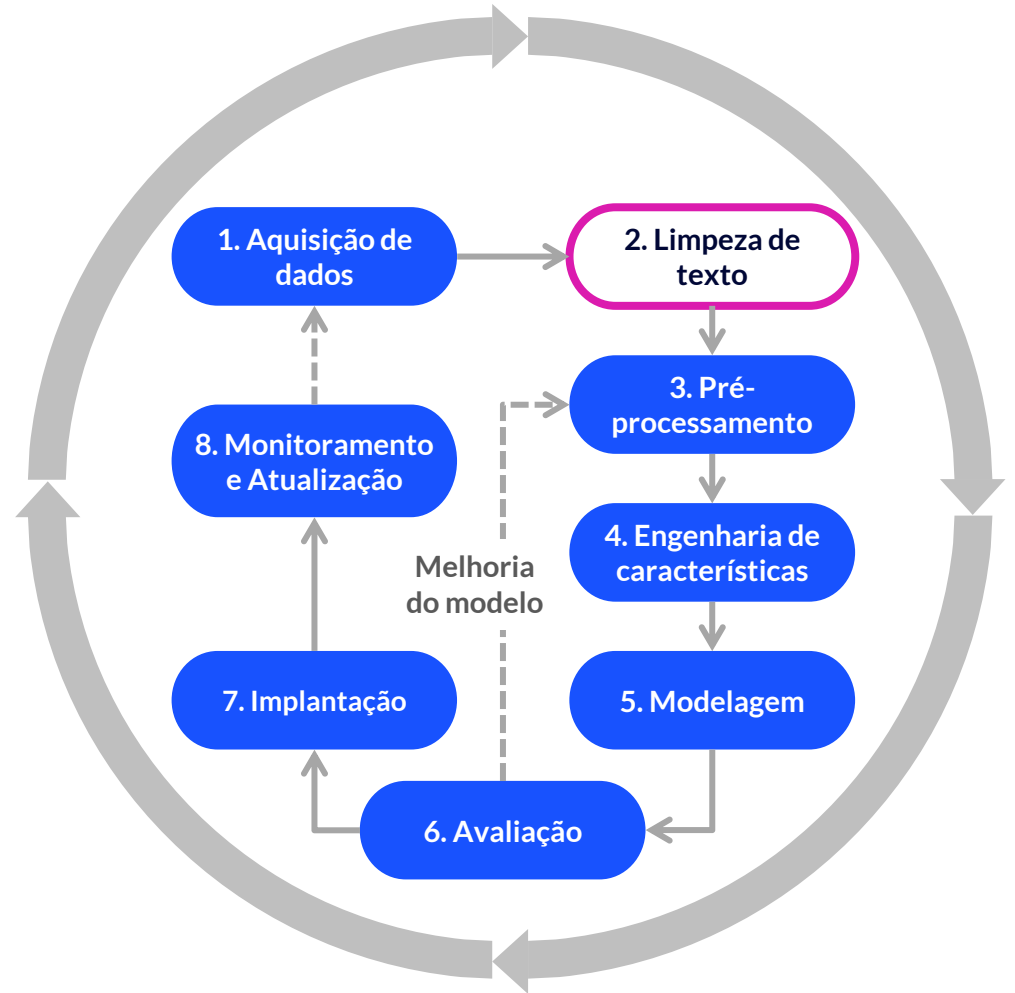 1. Aquisição de
dados
2. Limpeza de
texto
3. Pré-
processamento
4. Engenharia de
características
5. Modelagem
6. Avaliação
7. Implantação
8. Monitoramento
e Atualização
Melhoria
do modelo